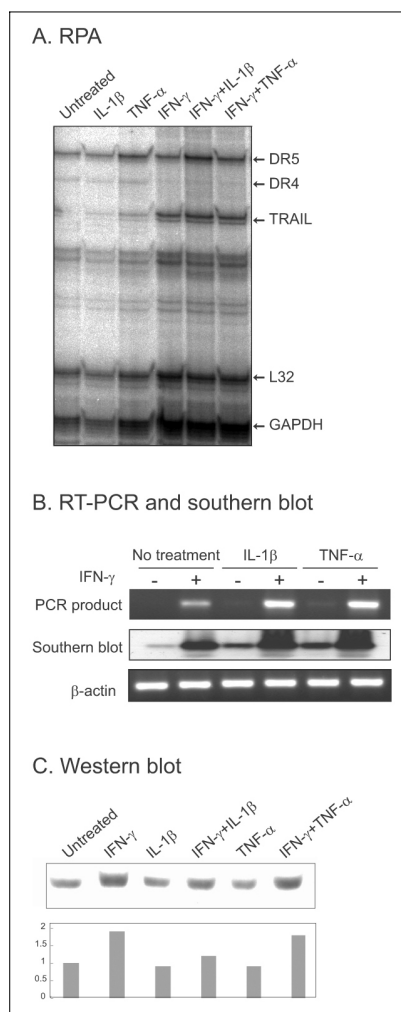 A. RPA
Untreated
IL-1β
TNF-α
IFN-γ
IFN-γ+IL-1β
IFN-γ+TNF-α
←DR5
←DR4
←TRAIL
←L32
←GAPDH
B. RT-PCR and southern blot
No treatment IL-1β TNF-α
IFN-γ - + - + - +
PCR product
Southern blot
β-actin
C. Western blot
Untreated
IFN-γ
IL-1β
IFN-γ+IL-1β
TNF-α
IFN-γ+TNF-α
2
1.5
1
0.5
0